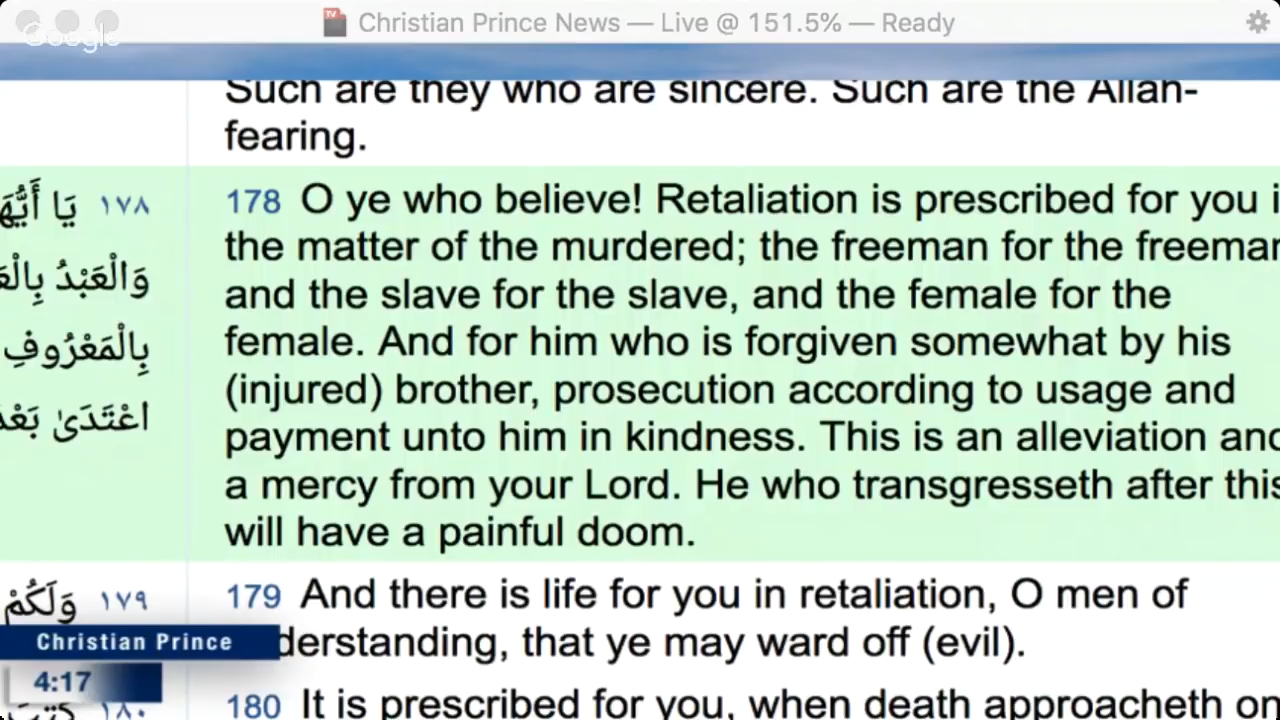 Christian Prince News — Live @ 151.5% — Ready
Google
Such are they who are sincere. Such are the Allah-
fearing.
178 O ye who believe! Retaliation is prescribed for you i
the matter of the murdered; the freeman for the freeman
and the slave for the slave, and the female for the
female. And for him who is forgiven somewhat by his
(injured) brother, prosecution according to usage and
payment unto him in kindness. This is an alleviation and
a mercy from your Lord. He who transgresseth after this
will have a painful doom.
١٧٨ يَا أَيُّهَ
وَالْعَبْدُ بِالْعَ
بِالْمَعْرُوفِ
اعْتَدَىٰ بَعْدَ
179 And there is life for you in retaliation, O men of
derstanding, that ye may ward off (evil).
١٧٩ وَلَكُمْ
Christian Prince
4:17
180 It is prescribed for you, when death approacheth on
١٨٠